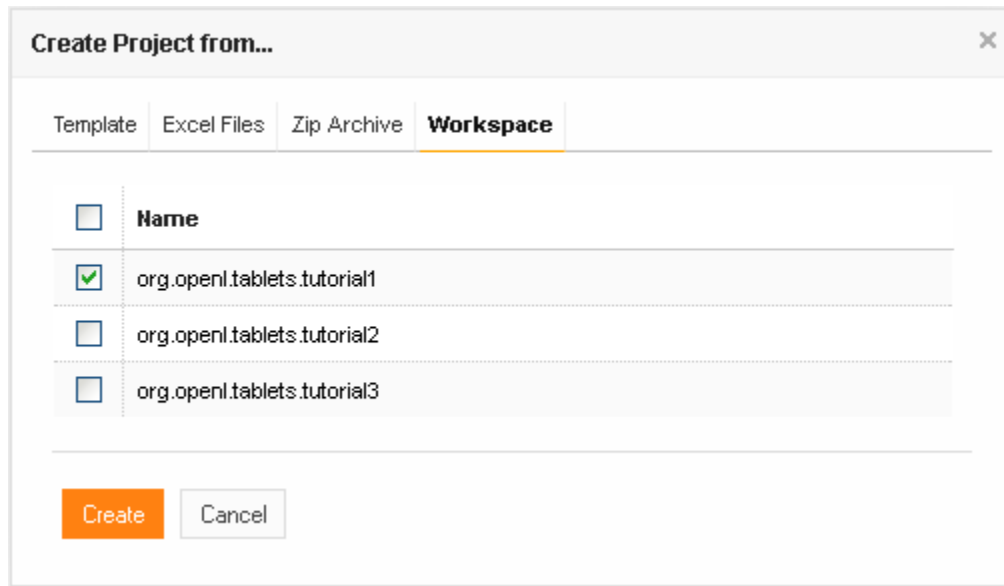 Create Project from...
Template Excel Files Zip Archive Workspace
Name
org.openl.tablets.tutorial1
org.openl.tablets.tutorial2
org.openl.tablets.tutorial3
Create Cancel